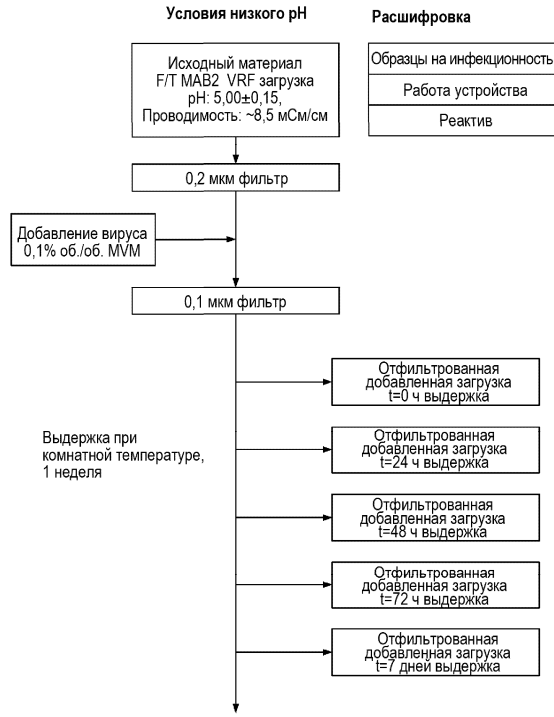 Условия низкого pH
Расшифровка
Исходный материал
F/T MAB2 VRF загрузка
pH: 5,00±0,15,
Проводимость: ~8,5 мСм/см
Образцы на инфекционность
Работа устройства
Реактив
0,2 мкм фильтр
Добавление вируса
0,1% об./об. MVM
0,1 мкм фильтр
Отфильтрованная
добавленная загрузка
t=0 ч выдержка
Выдержка при
комнатной температуре,
1 неделя
Отфильтрованная
добавленная загрузка
t=24 ч выдержка
Отфильтрованная
добавленная загрузка
t=48 ч выдержка
Отфильтрованная
добавленная загрузка
t=72 ч выдержка
Отфильтрованная
добавленная загрузка
t=7 дней выдержка